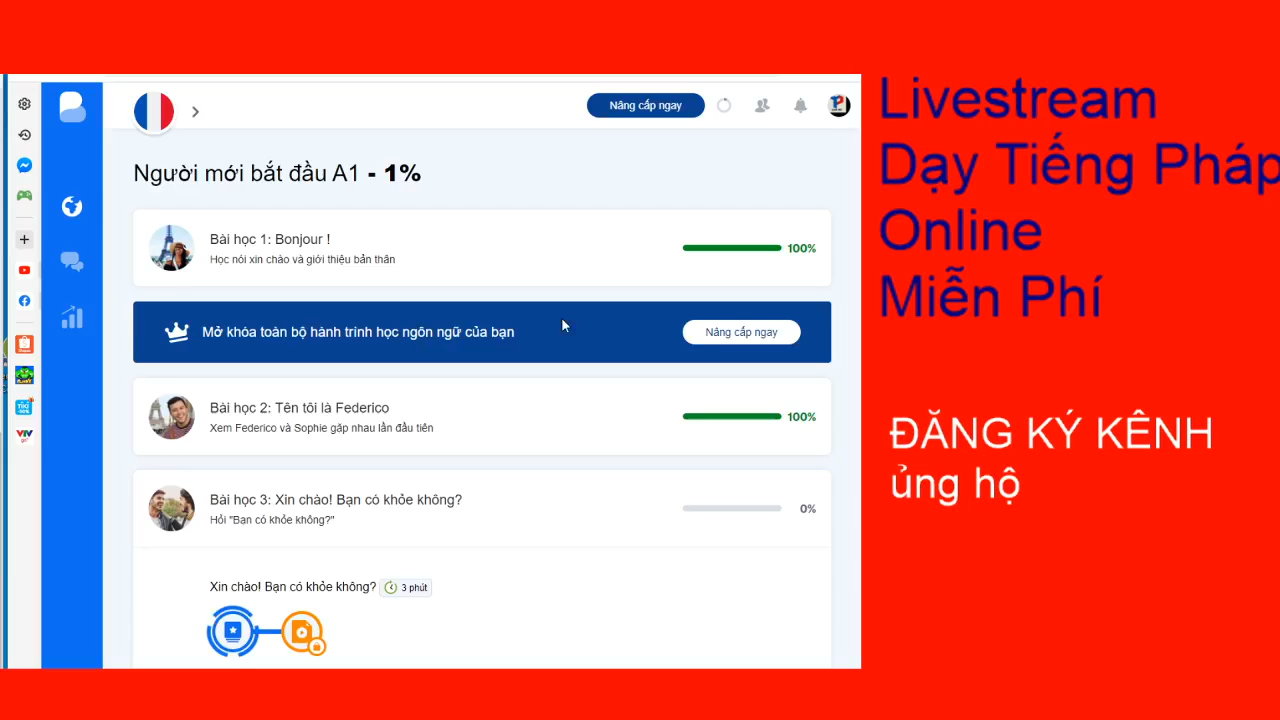 Nâng cấp ngay
Người mới bắt đầu A1 - 1%
Bài học 1: Bonjour !
Học nói xin chào và giới thiệu bản thân
100%
Mở khóa toàn bộ hành trình học ngôn ngữ của bạn
Nâng cấp ngay
Bài học 2: Tên tôi là Federico
Xem Federico và Sophie gặp nhau lần đầu tiên
100%
Bài học 3: Xin chào! Bạn có khỏe không?
Hỏi "Bạn có khỏe không?"
0%
Xin chào! Bạn có khỏe không? 3 phút
VTV
Livestream
Dạy Tiếng Pháp
Online
Miễn Phí
ĐĂNG KÝ KÊNH
ủng hộ